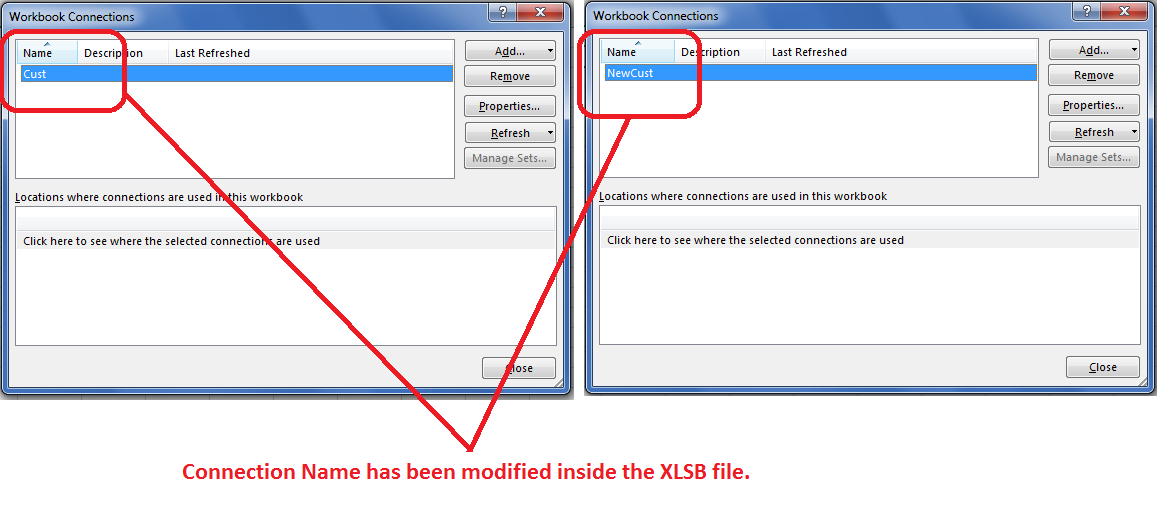 Workbook Connections
Name Description Last Refreshed
Cust
Add...
Remove
Properties...
Refresh
Manage Sets...
Locations where connections are used in this workbook
Click here to see where the selected connections are used
Close
Workbook Connections
Name Description Last Refreshed
NewCust
Add...
Remove
Properties...
Refresh
Manage Sets...
Locations where connections are used in this workbook
Click here to see where the selected connections are used
Close
Connection Name has been modified inside the XLSB file.